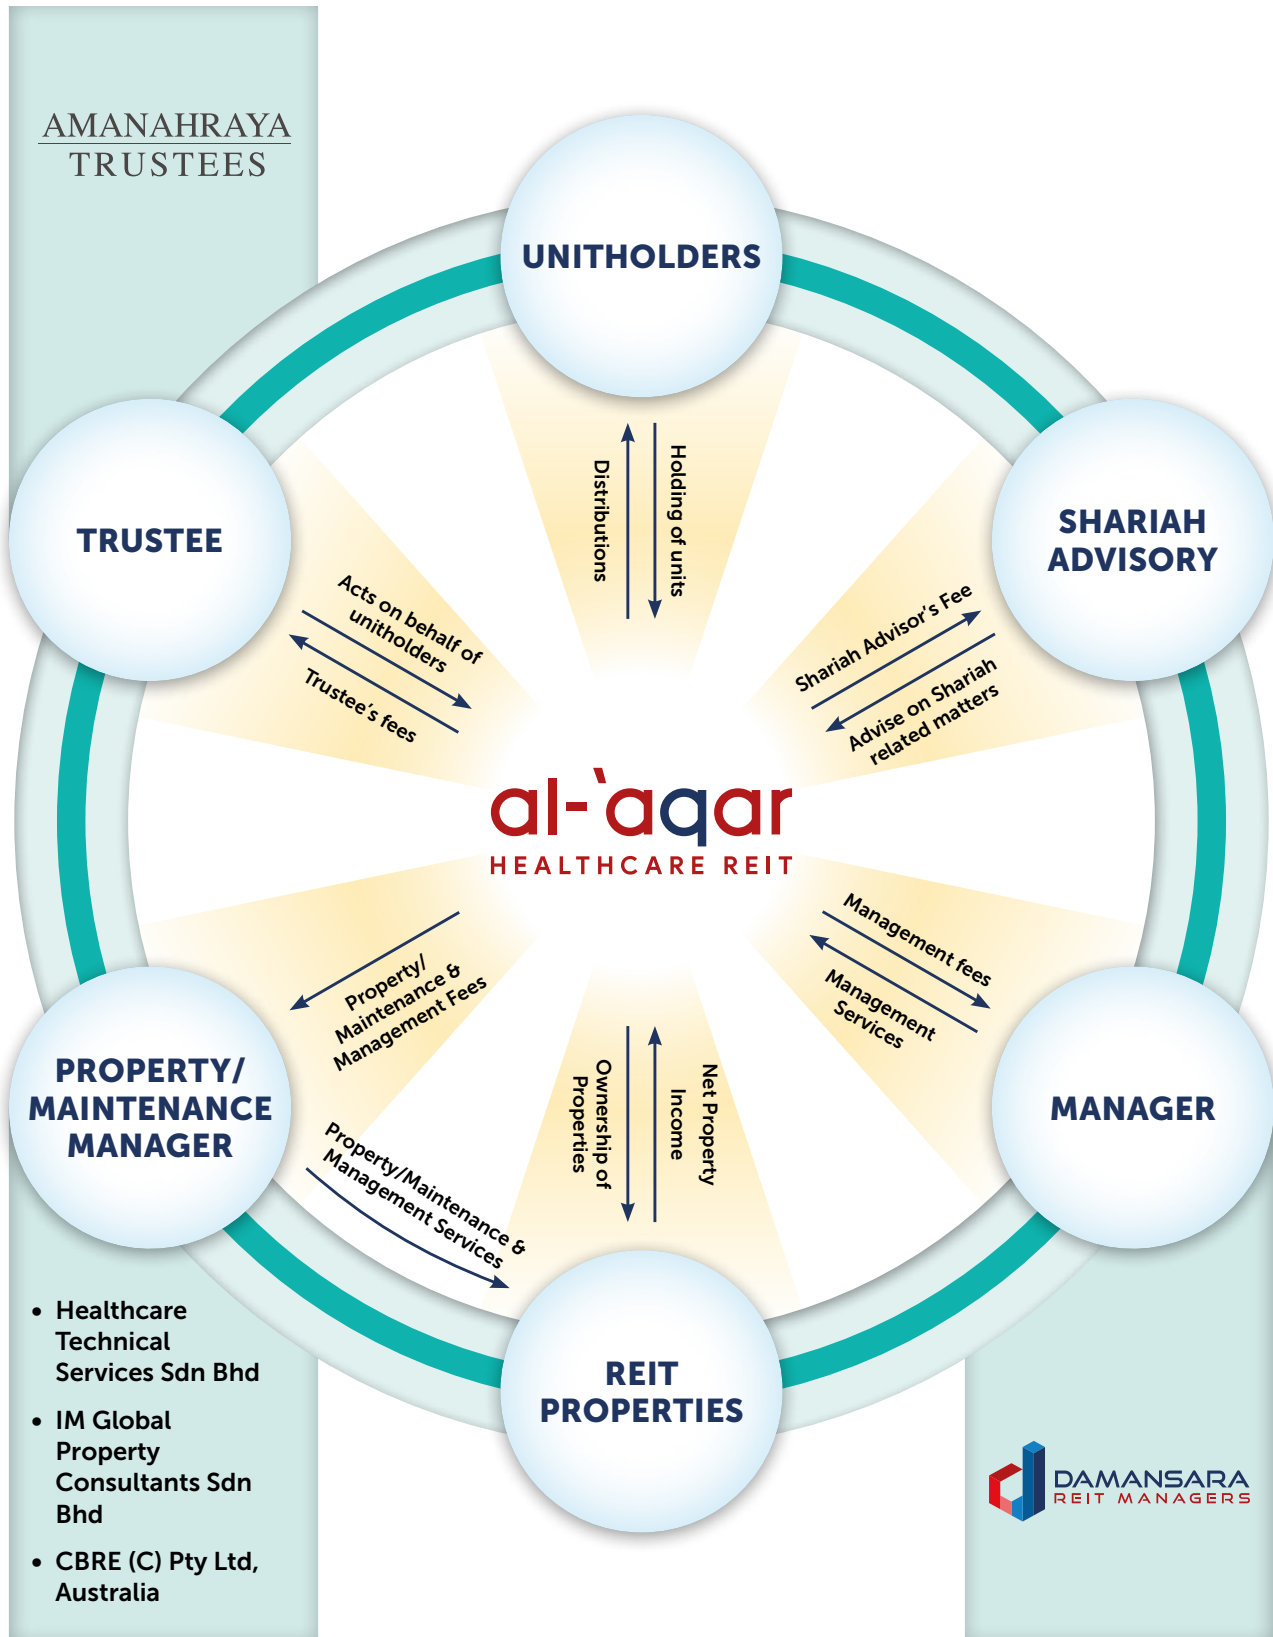 AMANAHRAYA
TRUSTEES
UNITHOLDERS
TRUSTEE
SHARIAH
ADVISORY
Distributions
Holding of units
Acts on behalf of
unitholders
Trustee's fees
Shariah Advisor's Fee
Advise on Shariah
related matters
al-`aqar
HEALTHCARE REIT
Property/
Maintenance &
Management Fees
Management fees
Management
Services
PROPERTY/
MAINTENANCE
MANAGER
Property/Maintenance &
Management Services
Ownership of
Properties
Net Property
Income
MANAGER
REIT
PROPERTIES
• Healthcare
Technical
Services Sdn Bhd
• IM Global
Property
Consultants Sdn
Bhd
• CBRE (C) Pty Ltd,
Australia
DAMANSARA
REIT MANAGERS